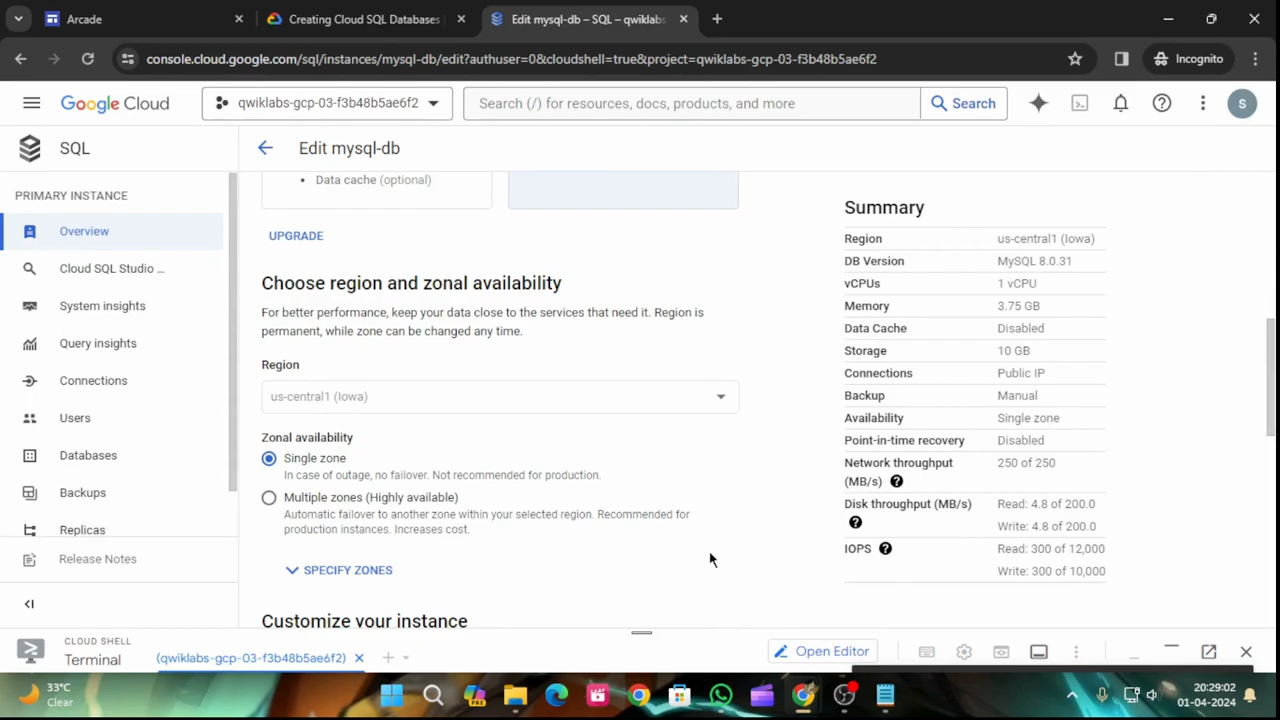 Arcade
Creating Cloud SQL Databases
Edit mysql-db – SQL – qwiklabs
console.cloud.google.com/sql/instances/mysql-db/edit?authuser=0&cloudshell=true&project=qwiklabs-gcp-03-f3b48b5ae6f2
Incognito
Google Cloud
qwiklabs-gcp-03-f3b48b5ae6f2
Search (/) for resources, docs, products, and more
Search
S
SQL
Edit mysql-db
PRIMARY INSTANCE
Overview
Cloud SQL Studio ...
System insights
Query insights
Connections
Users
Databases
Backups
Replicas
Release Notes
Data cache (optional)
UPGRADE
Choose region and zonal availability
For better performance, keep your data close to the services that need it. Region is
permanent, while zone can be changed any time.
Region
us-central1 (Iowa)
Zonal availability
Single zone
In case of outage, no failover. Not recommended for production.
Multiple zones (Highly available)
Automatic failover to another zone within your selected region. Recommended for
production instances. Increases cost.
SPECIFY ZONES
Customize your instance
Summary
Region us-central1 (Iowa)
DB Version MySQL 8.0.31
vCPUs 1 vCPU
Memory 3.75 GB
Data Cache Disabled
Storage 10 GB
Connections Public IP
Backup Manual
Availability Single zone
Point-in-time recovery Disabled
Network throughput 250 of 250
(MB/s)
Disk throughput (MB/s) Read: 4.8 of 200.0
Write: 4.8 of 200.0
IOPS Read: 300 of 12,000
Write: 300 of 10,000
CLOUD SHELL
Terminal
(qwiklabs-gcp-03-f3b48b5ae6f2)
Open Editor
33°C
Clear
PRE
20:29:02
01-04-2024